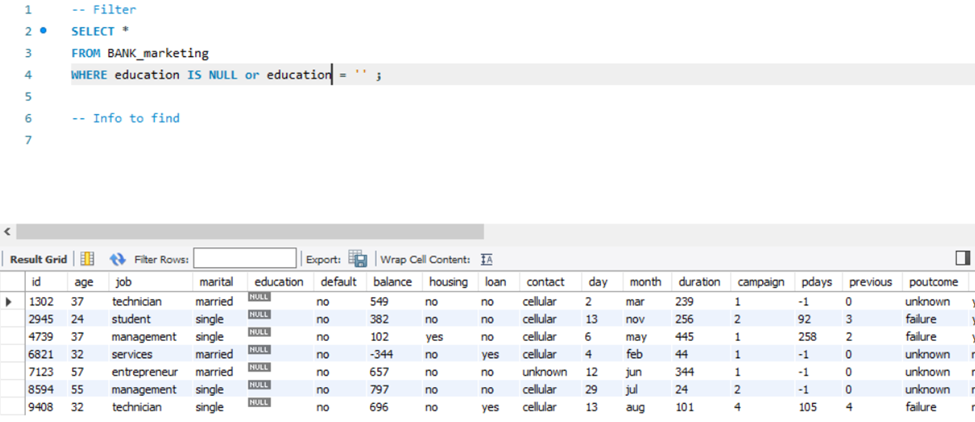 1 -- Filter
2 SELECT *
3 FROM BANK_marketing
4 WHERE education IS NULL or education = '' ;
5
6 -- Info to find
7
< 
Result Grid Filter Rows: Export: Wrap Cell Content:
id age job marital education default balance housing loan contact day month duration campaign pdays previous poutcome
1302 37 technician married NULL no 549 no no cellular 2 mar 239 1 -1 0 unknown
2945 24 student single NULL no 382 no no cellular 13 nov 256 2 92 3 failure
4739 37 management single NULL no 102 yes no cellular 6 may 445 1 258 2 failure
6821 32 services married NULL no -344 no yes cellular 4 feb 44 1 -1 0 unknown
7123 57 entrepreneur married NULL no 657 no no unknown 12 jun 344 1 -1 0 unknown
8594 55 management single NULL no 797 no no cellular 29 jul 24 2 -1 0 unknown
9408 32 technician single NULL no 696 no yes cellular 13 aug 101 4 105 4 failure